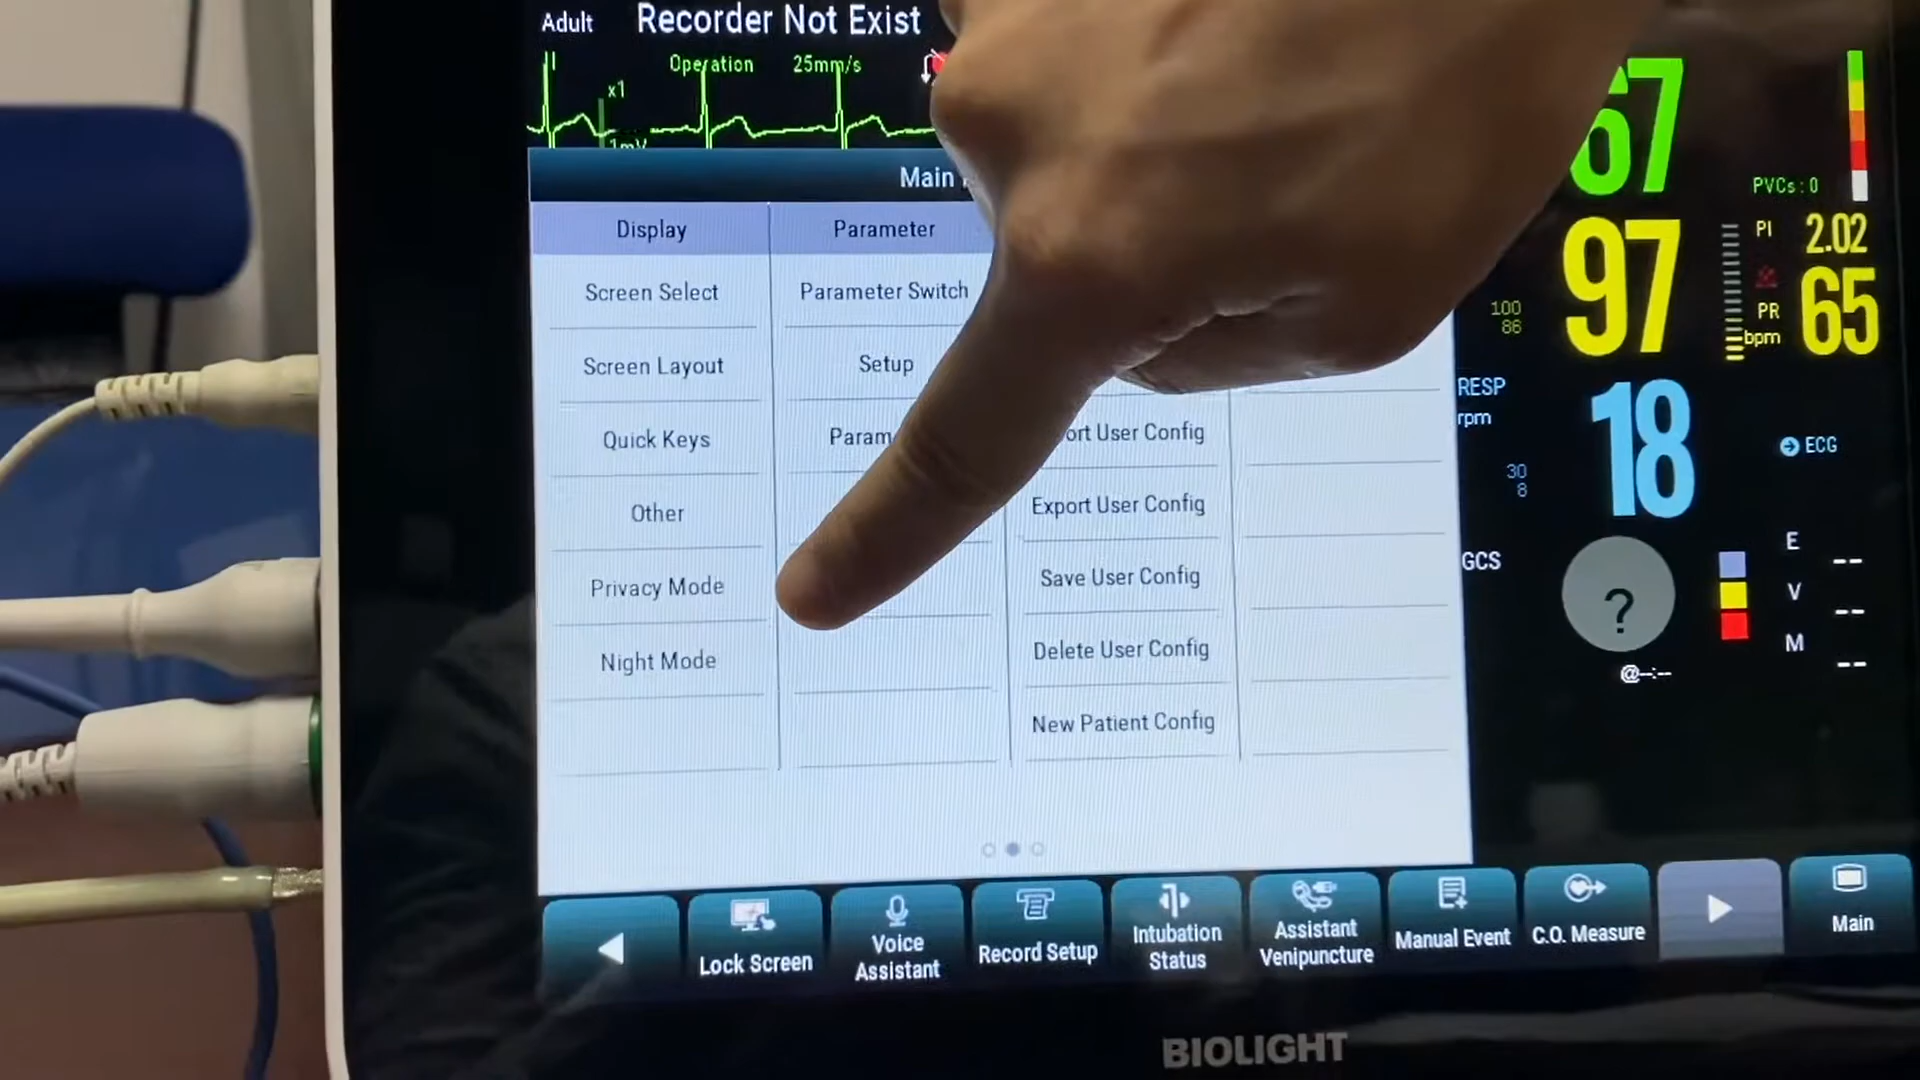 Adult
Recorder Not Exist
II
Operation
25mm/s
x1
1mV
Main
Display
Parameter
Screen Select
Parameter Switch
Screen Layout
Setup
Quick Keys
Other
Export User Config
Privacy Mode
Save User Config
Night Mode
Delete User Config
New Patient Config
67
PVCs: 0
PI
2.02
97
100
86
PR
bpm
65
RESP
rpm
18
30
8
ECG
GCS
?
E
--
V
--
M
--
@--:--
Lock Screen
Voice
Assistant
Record Setup
Intubation
Status
Assistant
Venipuncture
Manual Event
C.O. Measure
Main
BIOLIGHT